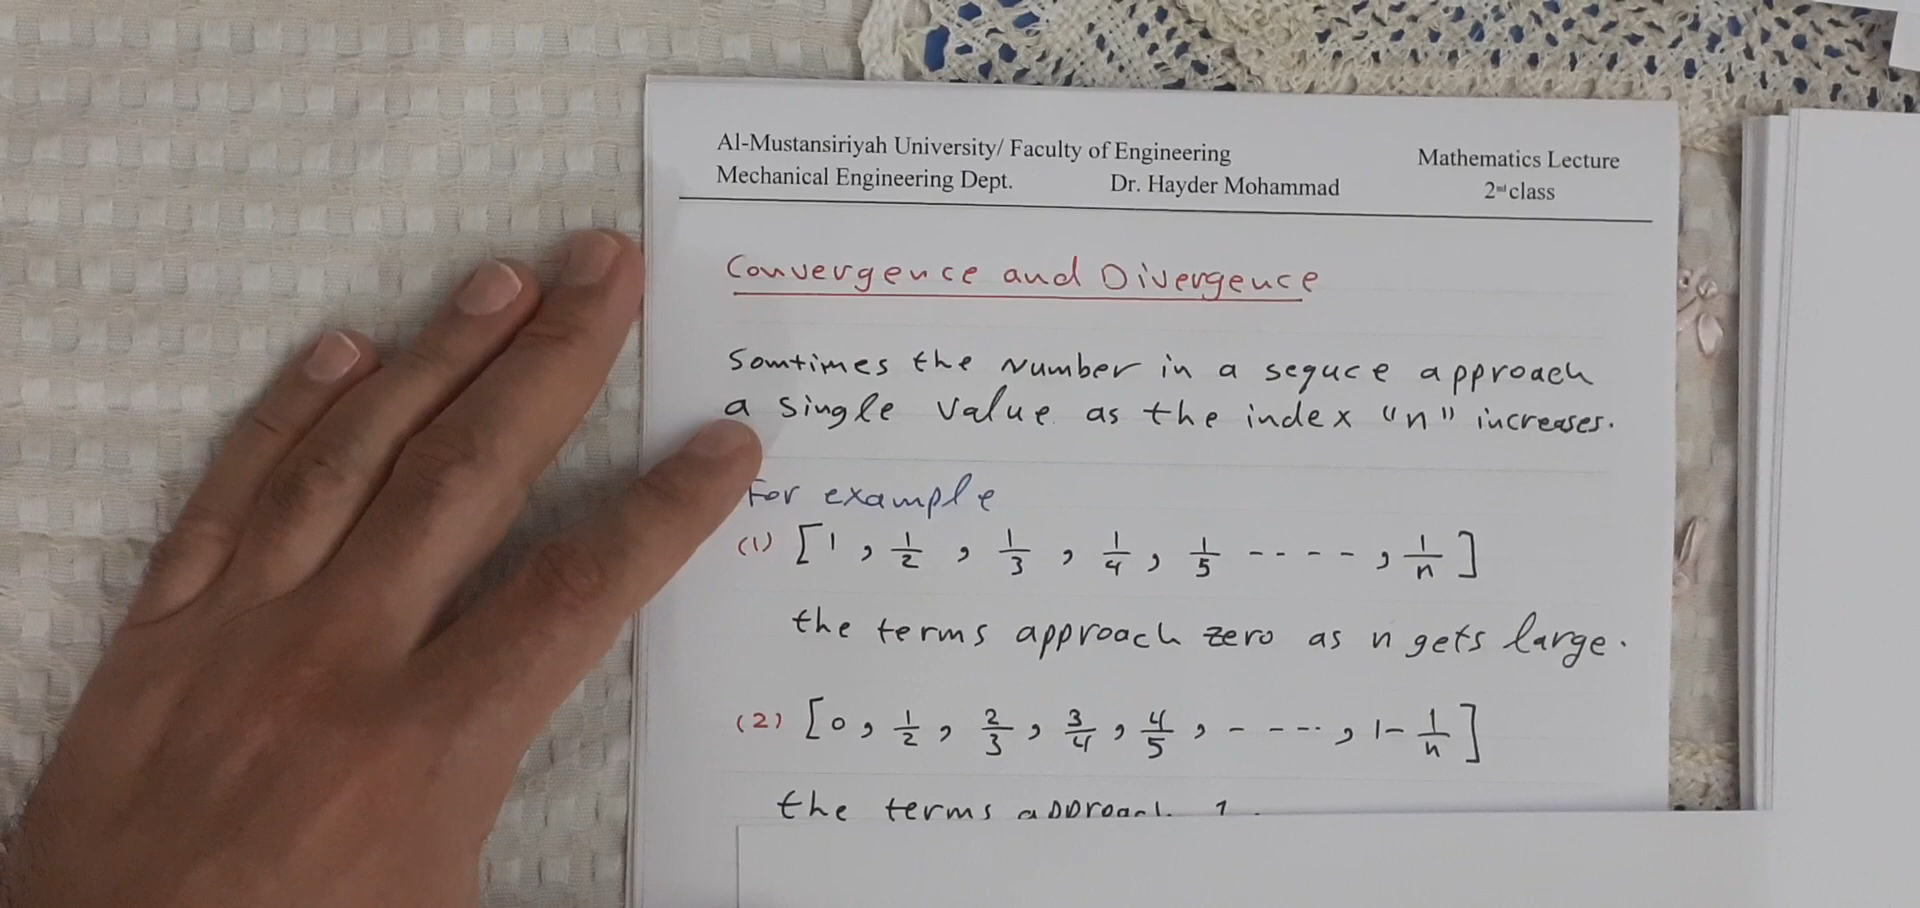 Al-Mustansiriyah University/ Faculty of Engineering Mathematics Lecture
Mechanical Engineering Dept. Dr. Hayder Mohammad 2nd class
Convergence and Divergence
Somtimes the number in a sequce approach
a single value as the index "n" increases.
For example
(1) [1, 1/2, 1/3, 1/4, 1/5 ----, 1/n]
the terms approach zero as n gets large.
(2) [0, 1/2, 2/3, 3/4, 4/5, -----, 1-1/n]
the terms approach 1.